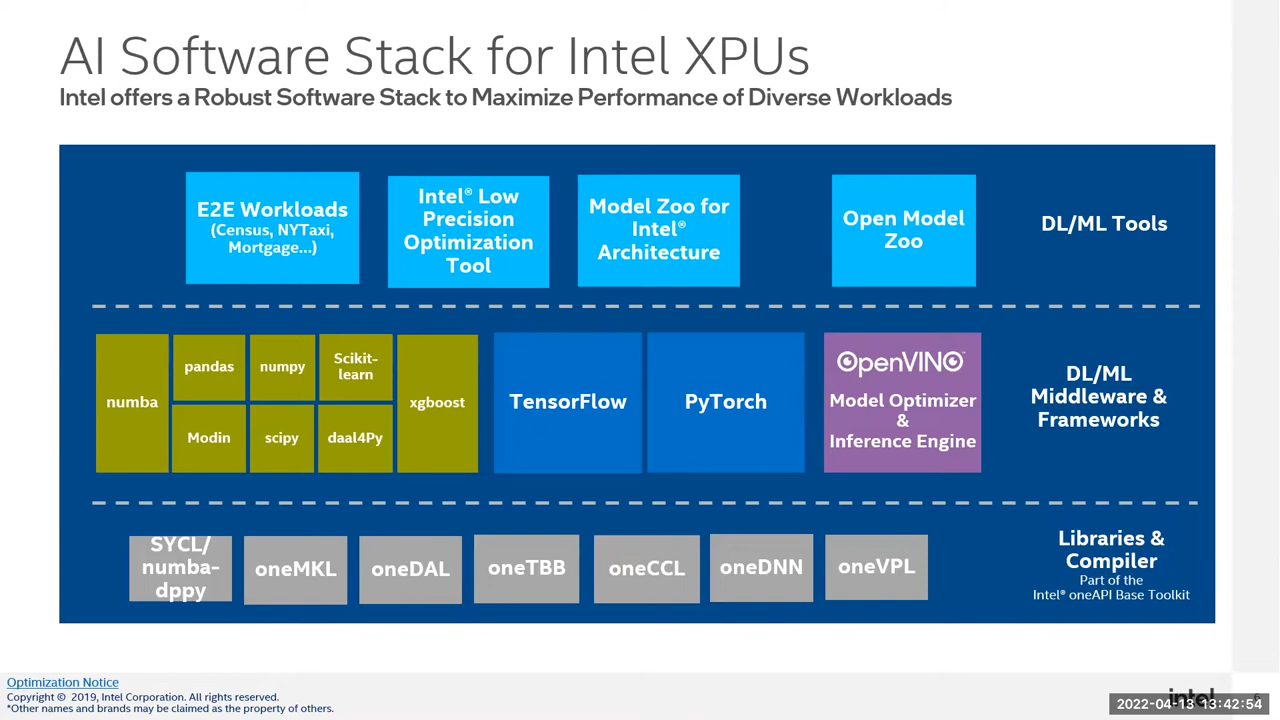 AI Software Stack for Intel XPUs
Intel offers a Robust Software Stack to Maximize Performance of Diverse Workloads
E2E Workloads
(Census, NYTaxi,
Mortgage...)
Intel® Low
Precision
Optimization
Tool
Model Zoo for
Intel®
Architecture
Open Model
Zoo
DL/ML Tools
numba
pandas
numpy
Scikit-
learn
Modin
scipy
daal4Py
xgboost
TensorFlow
PyTorch
OpenVINO™
Model Optimizer
&
Inference Engine
DL/ML
Middleware &
Frameworks
SYCL/
numba-
dppy
oneMKL
oneDAL
oneTBB
oneCCL
oneDNN
oneVPL
Libraries &
Compiler
Part of the
Intel® oneAPI Base Toolkit
Optimization Notice
Copyright © 2019, Intel Corporation. All rights reserved.
*Other names and brands may be claimed as the property of others.
intel
6
2022-04-13 13:42:54